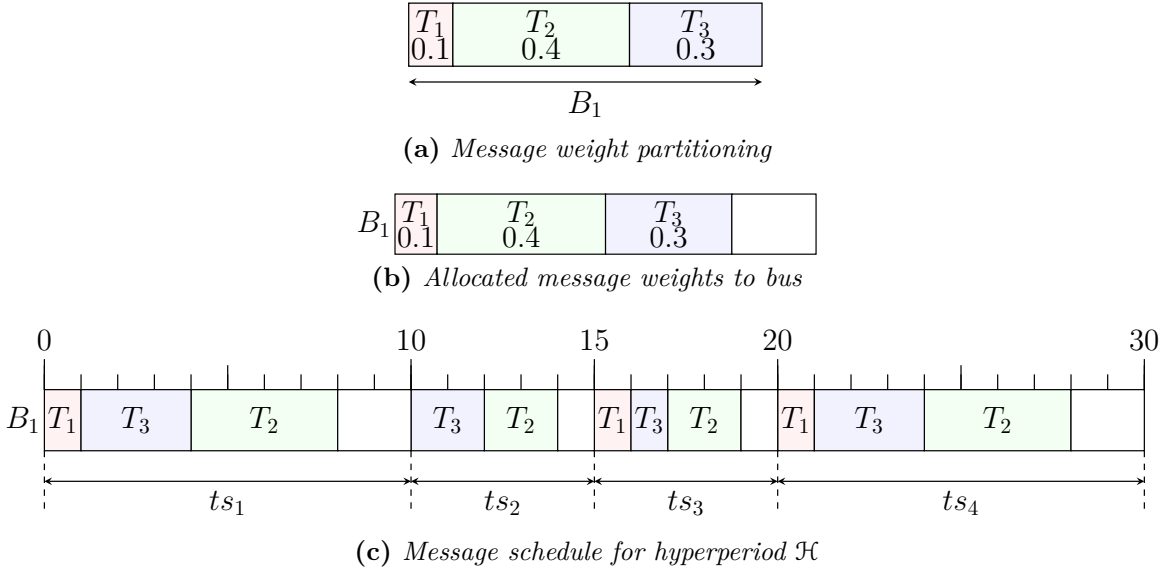 T₁ T₂ T₃
0.1 0.4 0.3
B₁
(a) Message weight partitioning
B₁ T₁ T₂ T₃
0.1 0.4 0.3
(b) Allocated message weights to bus
0 10 15 20 30
B₁ T₁ T₃ T₂ T₃ T₂ T₁ T₃ T₂ T₁ T₃ T₂
ts₁ ts₂ ts₃ ts₄
(c) Message schedule for hyperperiod ℋ